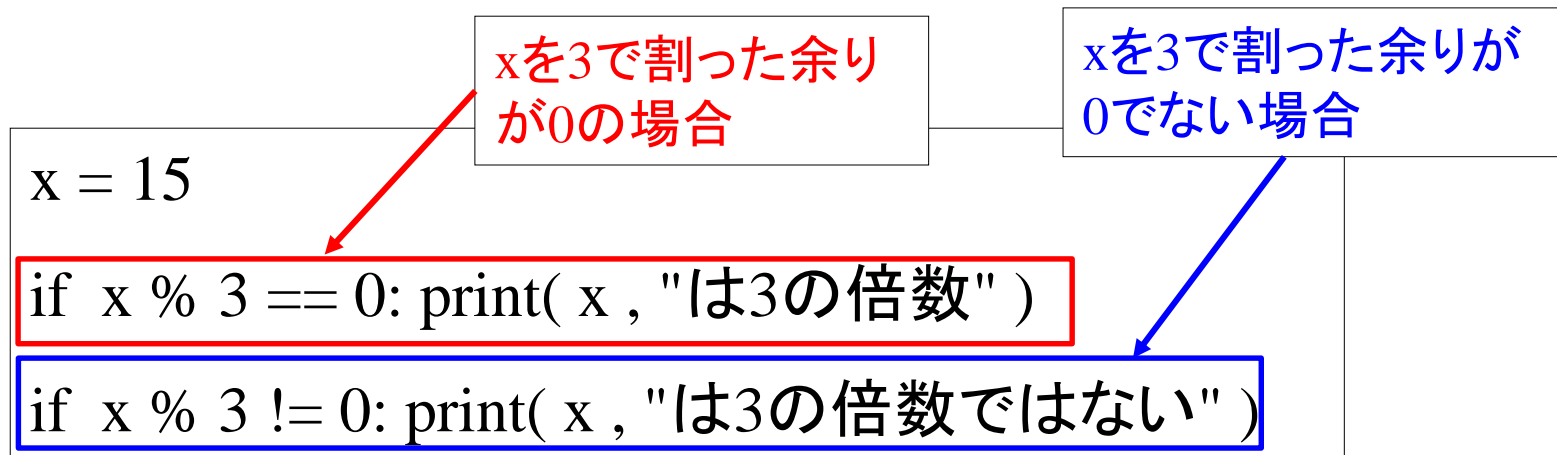 xを3で割った余り
が0の場合
xを3で割った余りが
0でない場合
x = 15
if x % 3 == 0: print( x , "は3の倍数" )
if x % 3 != 0: print( x , "は3の倍数ではない" )